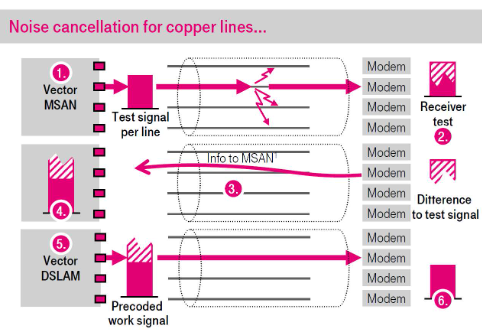 Noise cancellation for copper lines...
1.
Vector
MSAN
Test signal
per line
Modem
Modem
Modem
Modem
Receiver
test
2.
4.
Info to MSAN
3.
Modem
Modem
Modem
Modem
Difference
to test signal
5.
Vector
DSLAM
Precoded
work signal
Modem
Modem
Modem
Modem
6.